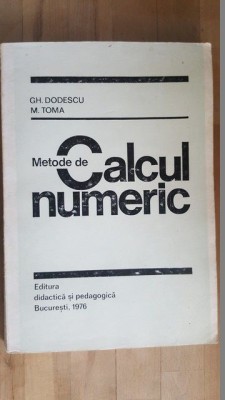 GH. DODESCU
M. TOMA
Metode de Calcul
numeric
Editura
didactică și pedagogică
București, 1976